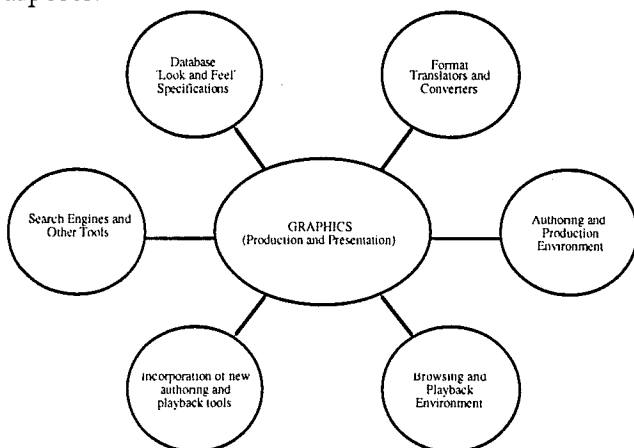 Database
'Look and Feel'
Specifications
Format
Translators and
Converters
Search Engines and
Other Tools
GRAPHICS
(Production and Presentation)
Authoring and
Production
Environment
Incorporation of new
authoring and
playback tools
Browsing and
Playback
Environment